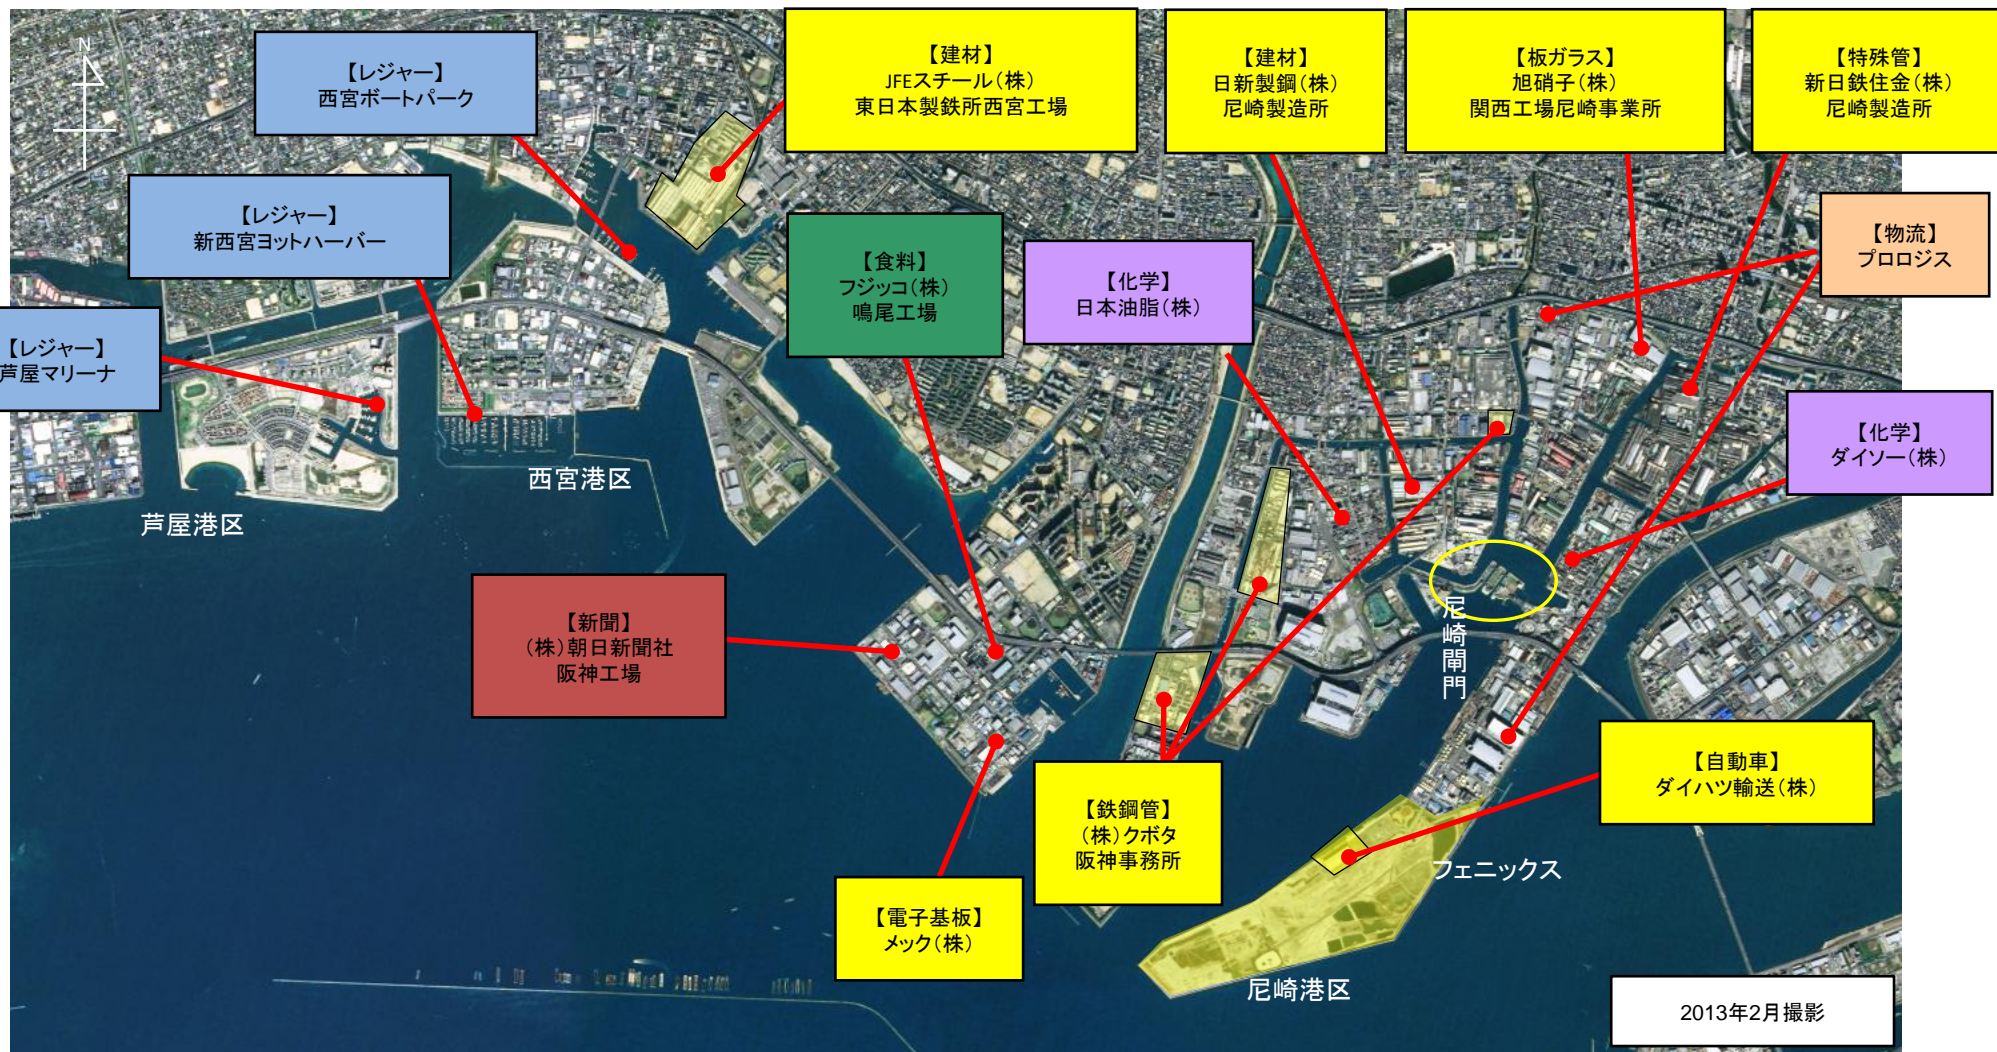 N
【レジャー】
西宮ボートパーク
【建材】
JFEスチール(株)
東日本製鉄所西宮工場
【建材】
日新製鋼(株)
尼崎製造所
【板ガラス】
旭硝子(株)
関西工場尼崎事業所
【特殊管】
新日鉄住金(株)
尼崎製造所
【レジャー】
新西宮ヨットハーバー
【食料】
フジッコ(株)
鳴尾工場
【化学】
日本油脂(株)
【物流】
プロロジス
【レジャー】
芦屋マリーナ
【化学】
ダイソー(株)
西宮港区
芦屋港区
【新聞】
(株)朝日新聞社
阪神工場
尼崎閘門
【鉄鋼管】
(株)クボタ
阪神事務所
【自動車】
ダイハツ輸送(株)
フェニックス
【電子基板】
メック(株)
尼崎港区
2013年2月撮影